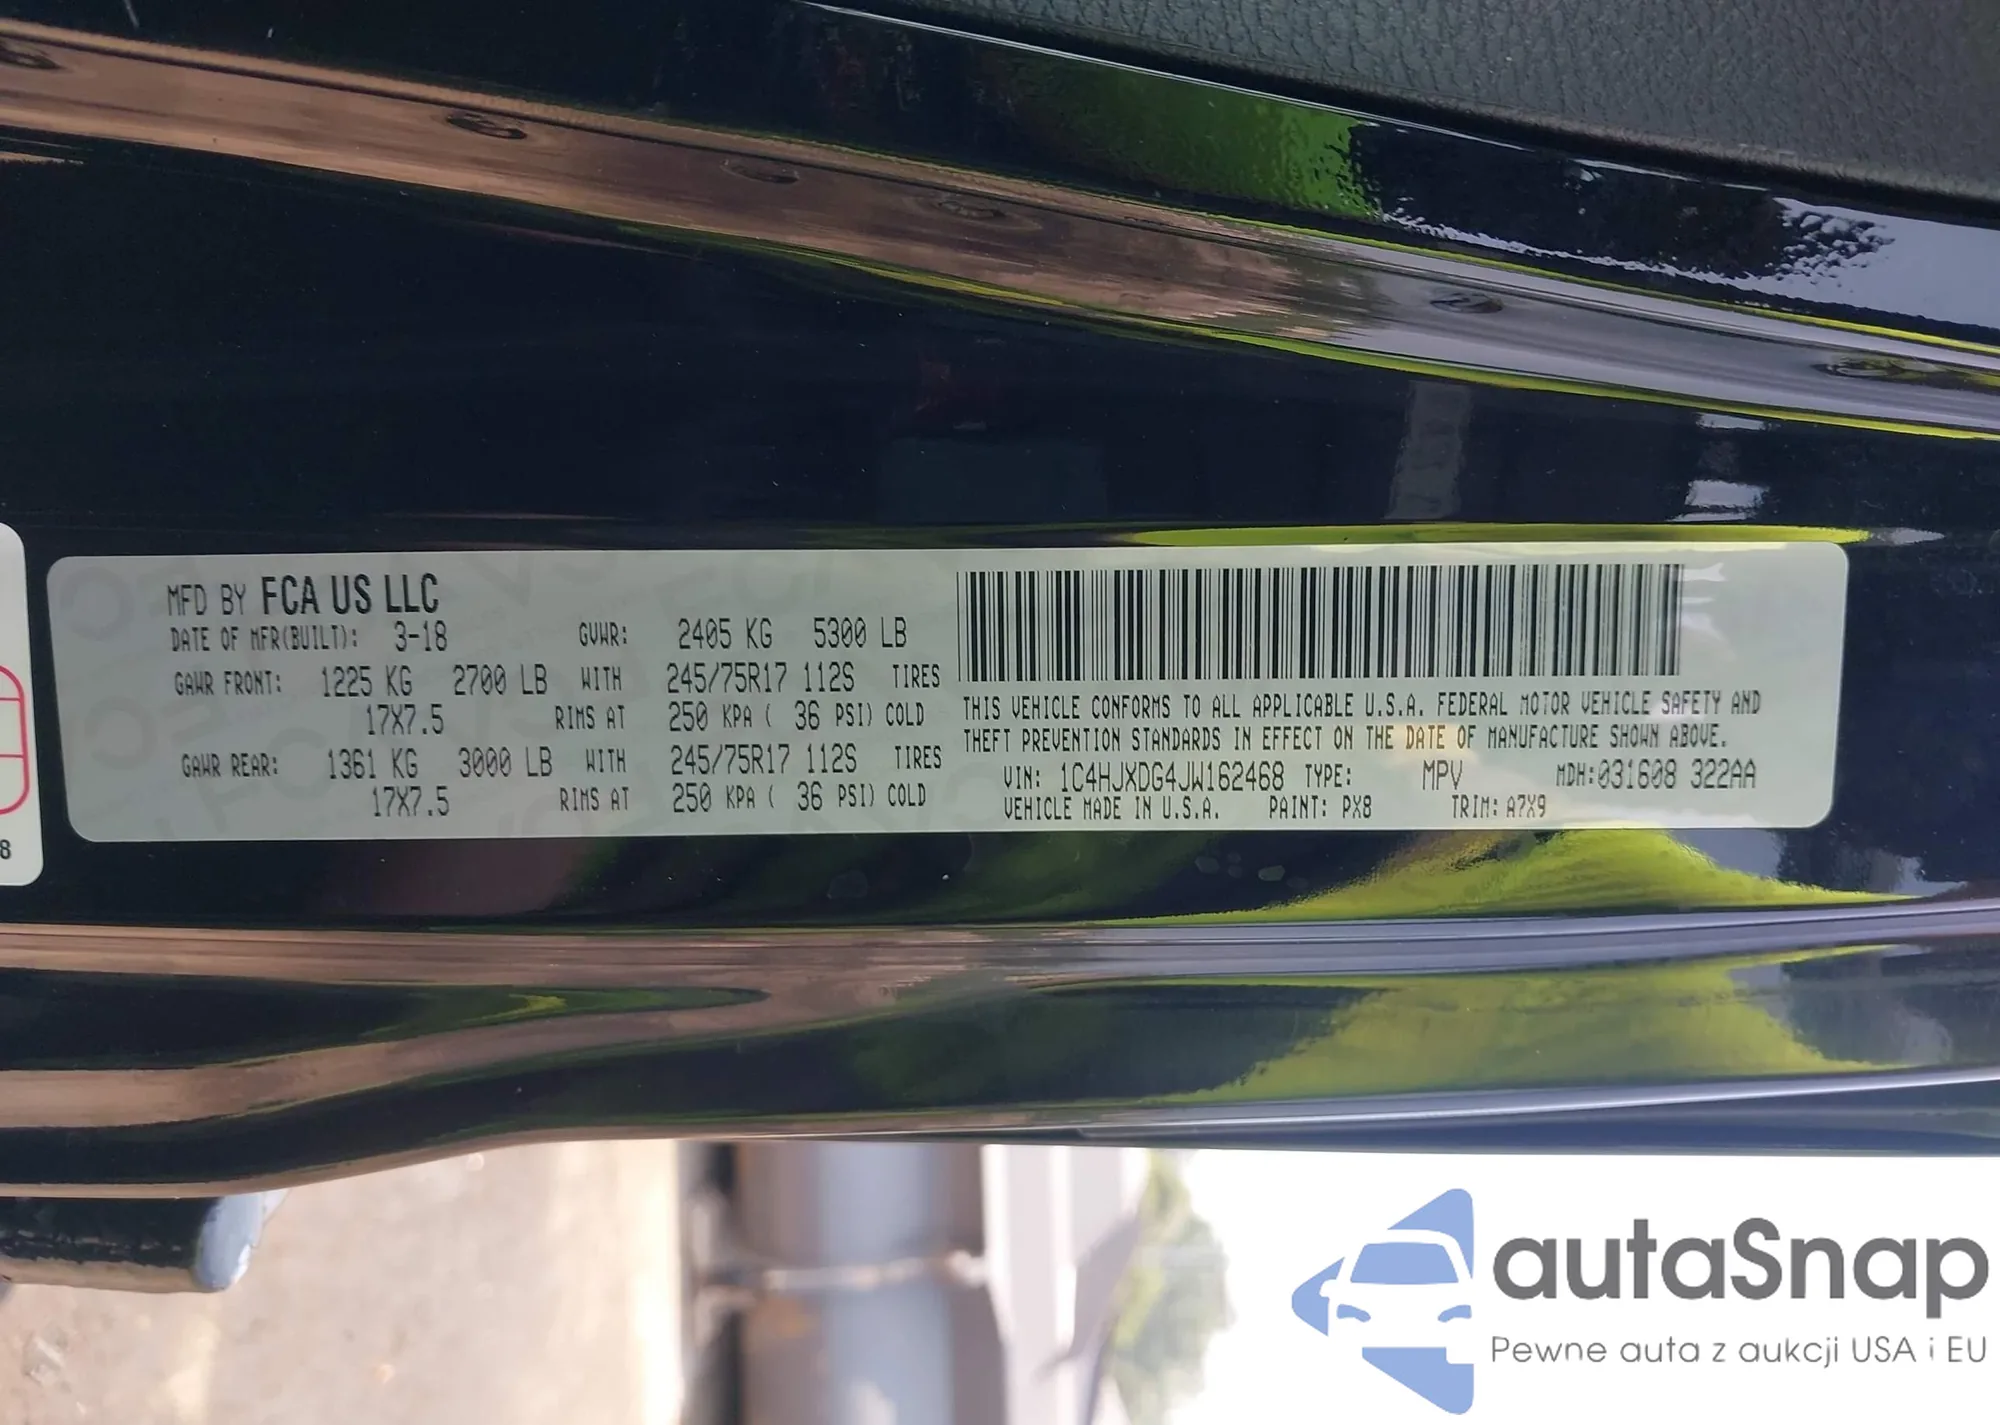 MFD BY FCA US LLC
DATE OF MFR(BUILT): 3-18 GVWR: 2405 KG 5300 LB
GAWR FRONT: 1225 KG 2700 LB WITH 245/75R17 112S TIRES
17X7.5 RIMS AT 250 KPA ( 36 PSI) COLD
GAWR REAR: 1361 KG 3000 LB WITH 245/75R17 112S TIRES
17X7.5 RIMS AT 250 KPA ( 36 PSI) COLD
THIS VEHICLE CONFORMS TO ALL APPLICABLE U.S.A. FEDERAL MOTOR VEHICLE SAFETY AND
THEFT PREVENTION STANDARDS IN EFFECT ON THE DATE OF MANUFACTURE SHOWN ABOVE.
VIN: 1C4HJXDG4JW162468 TYPE: MPV MDH:031608 322AA
VEHICLE MADE IN U.S.A. PAINT: PX8 TRIM: A7X9
8
autaSnap
Pewne auta z aukcji USA i EU